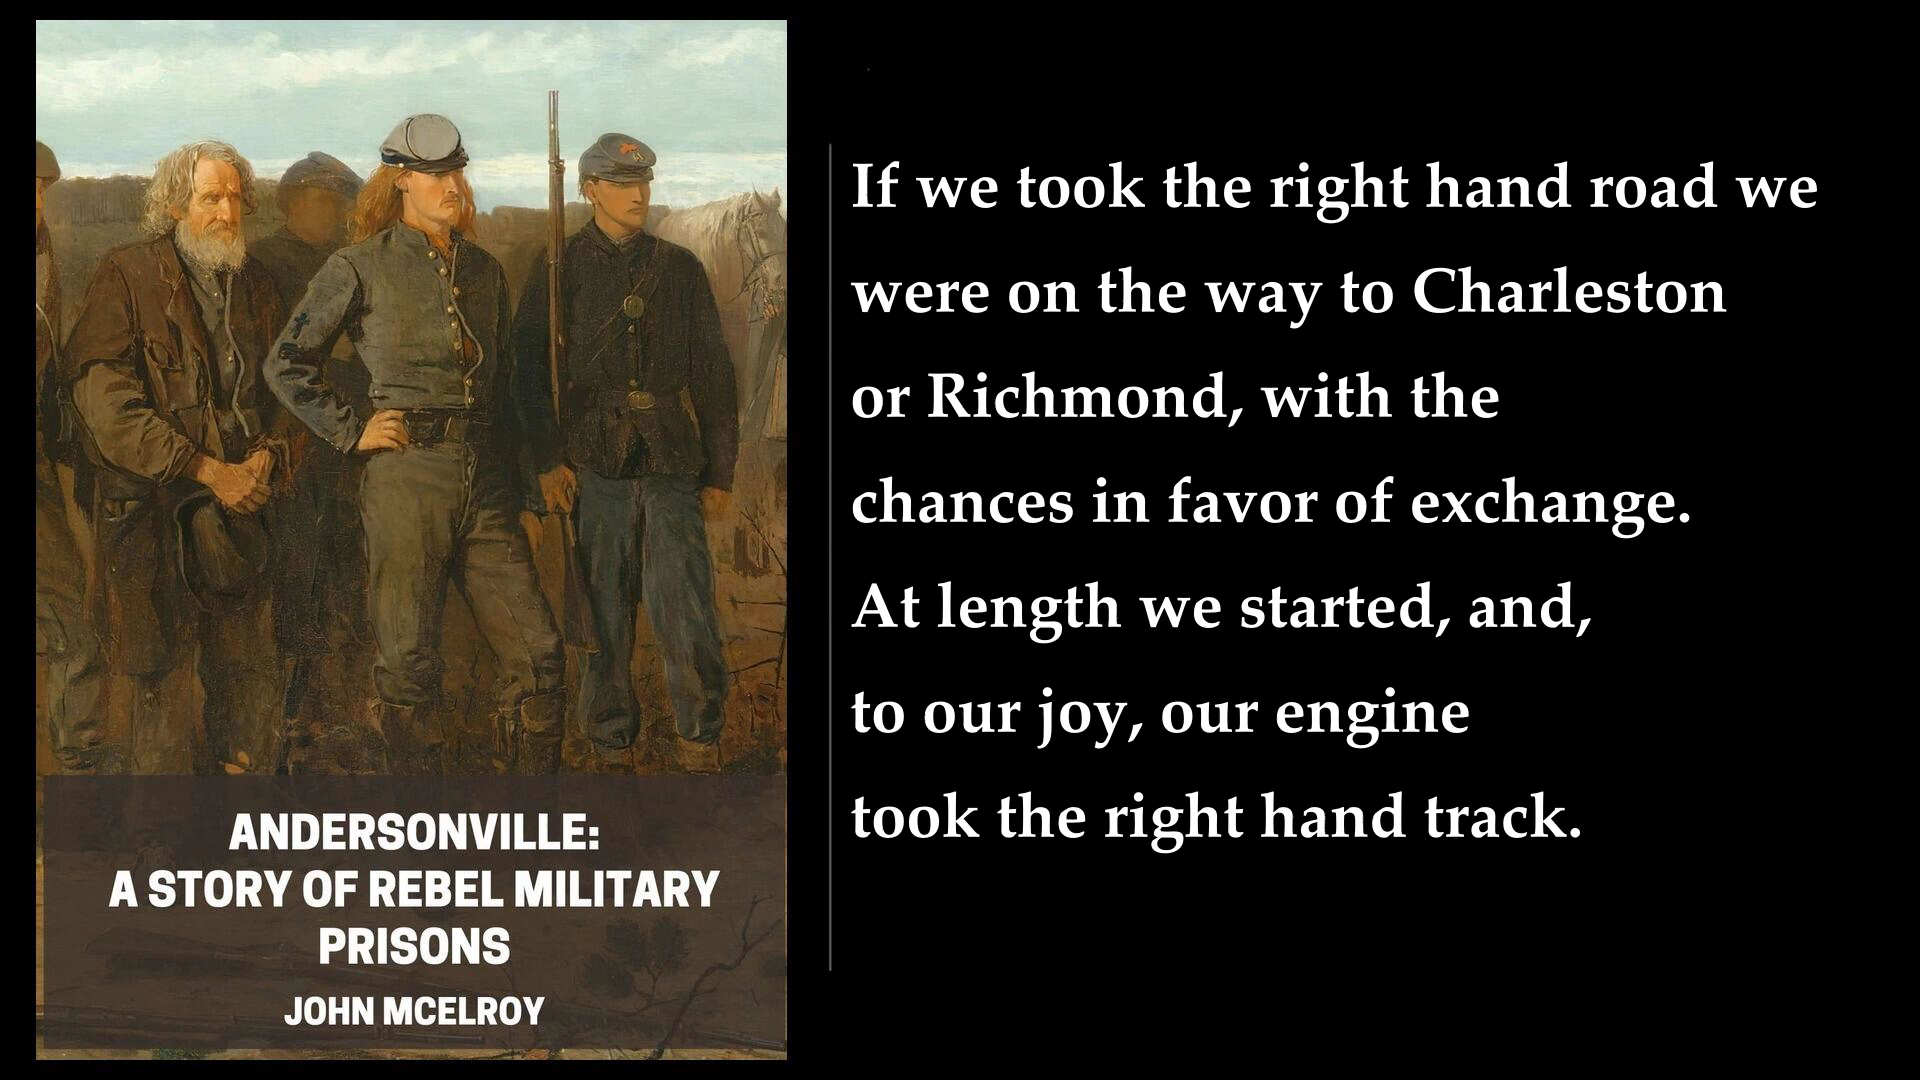 ANDERSONVILLE:
A STORY OF REBEL MILITARY
PRISONS
JOHN MCELROY
If we took the right hand road we
were on the way to Charleston
or Richmond, with the
chances in favor of exchange.
At length we started, and,
to our joy, our engine
took the right hand track.